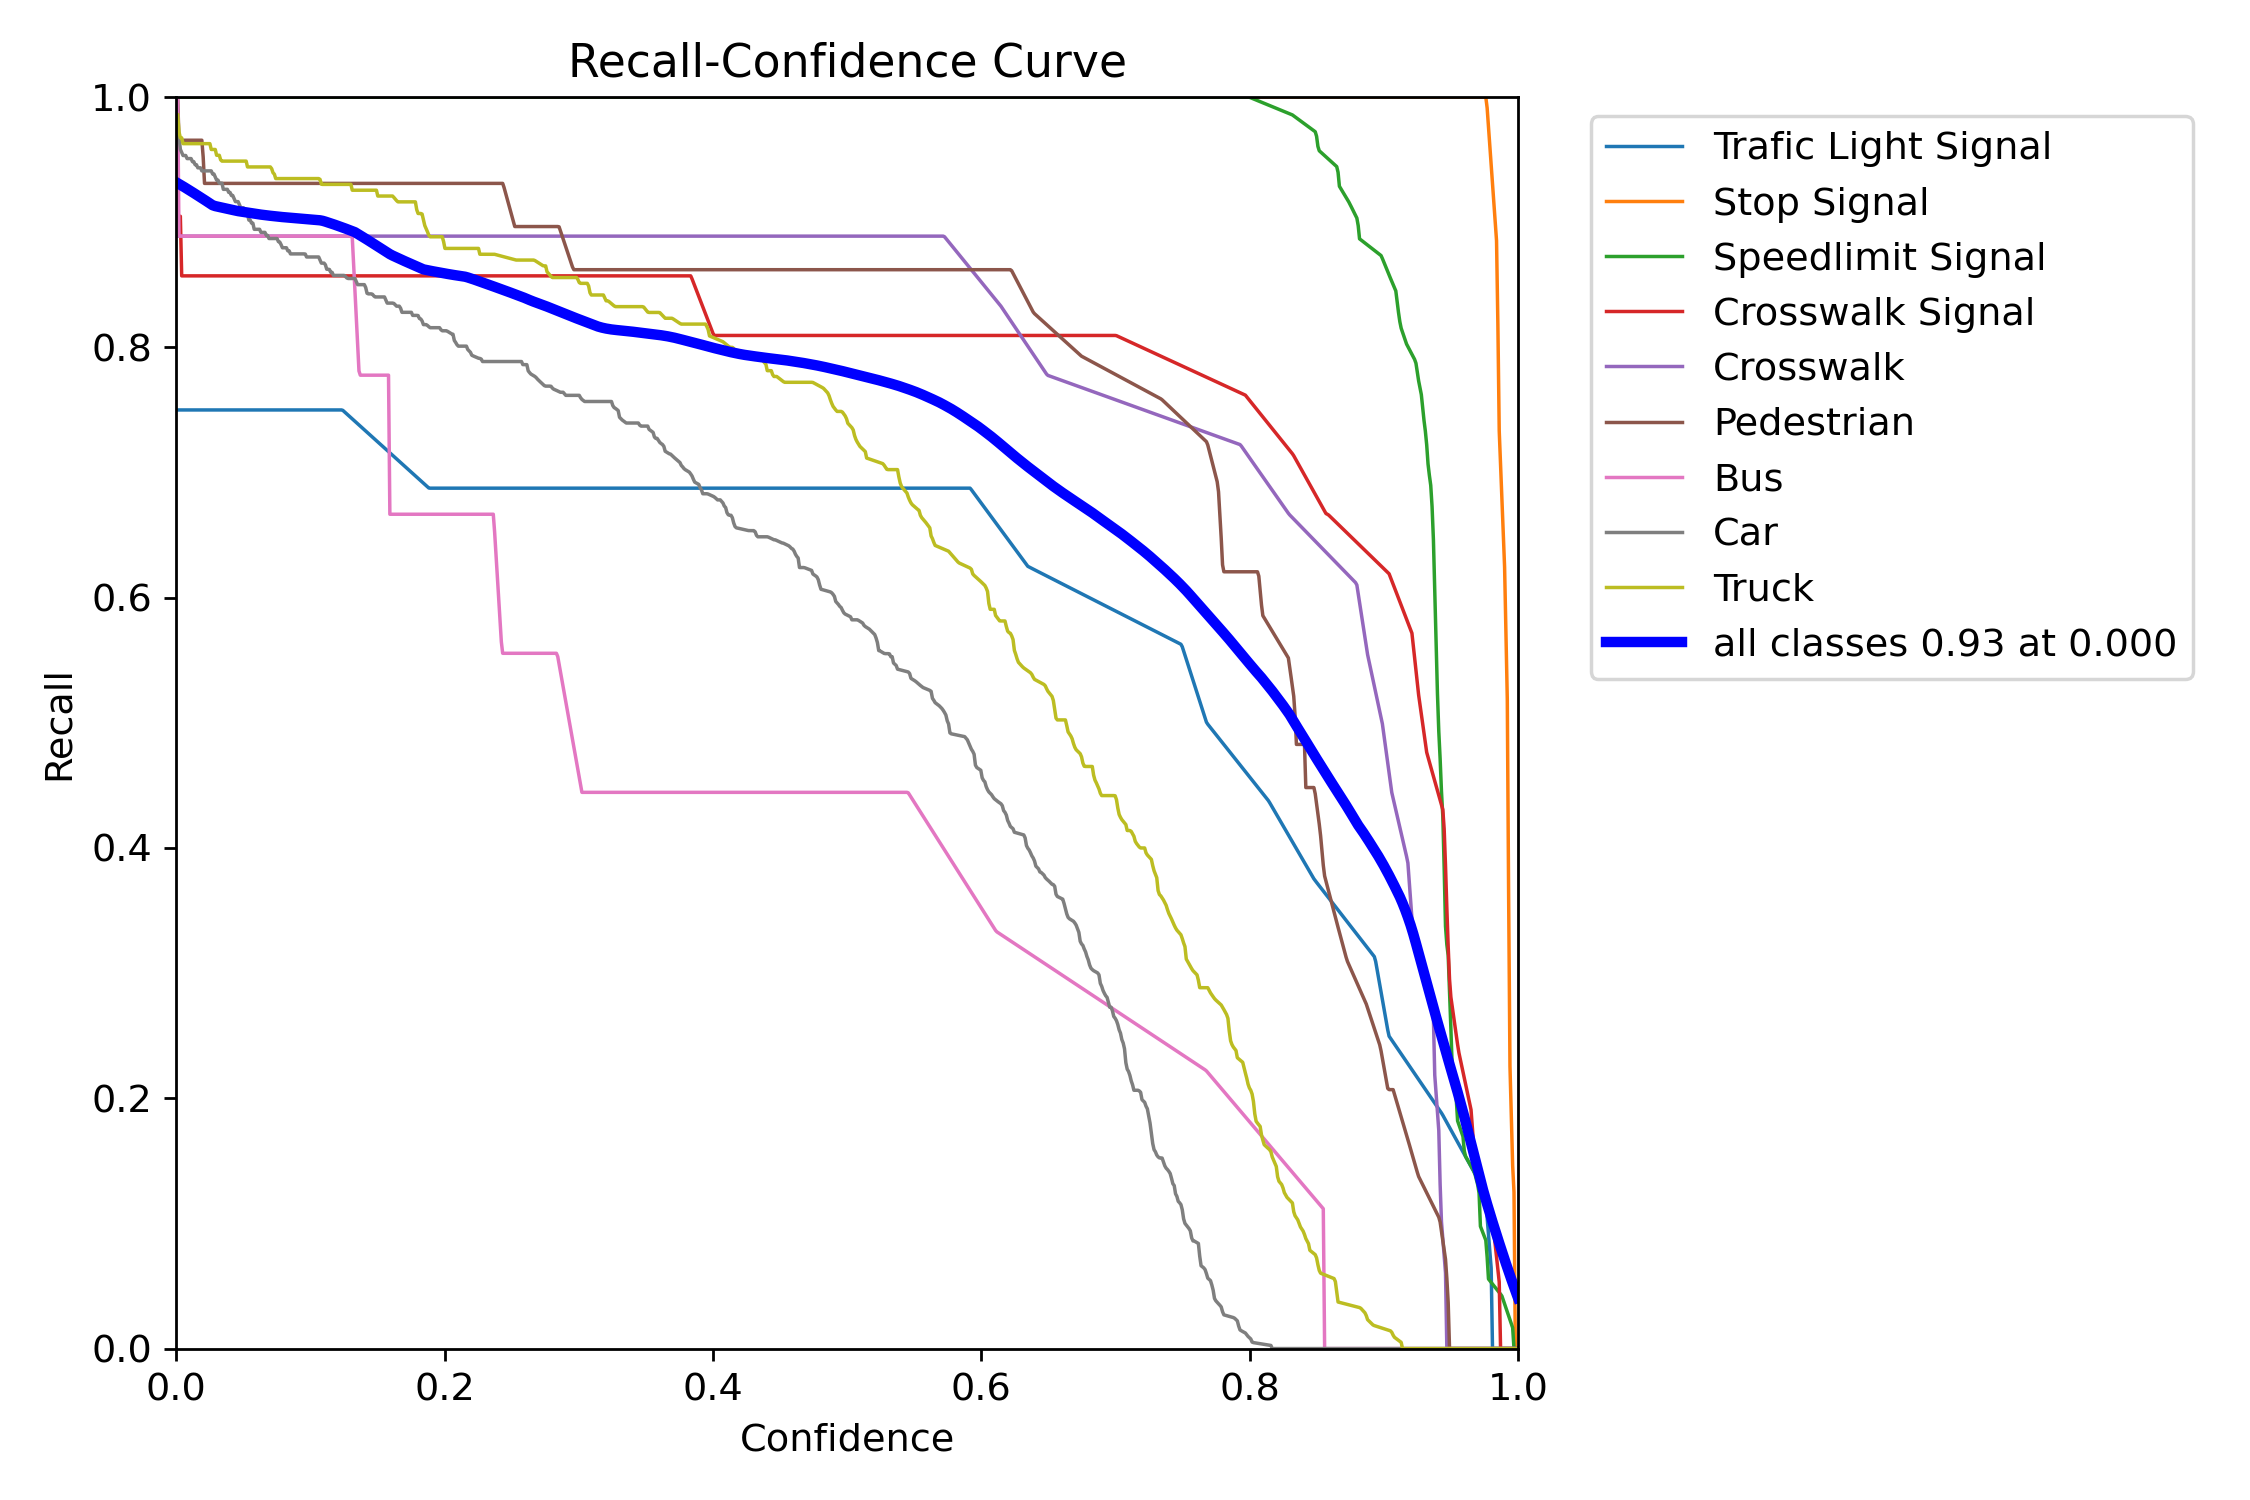 Recall-Confidence Curve
1.0
0.8
0.6
0.4
0.2
0.0
Recall
0.0 0.2 0.4 0.6 0.8 1.0
Confidence
Trafic Light Signal
Stop Signal
Speedlimit Signal
Crosswalk Signal
Crosswalk
Pedestrian
Bus
Car
Truck
all classes 0.93 at 0.000